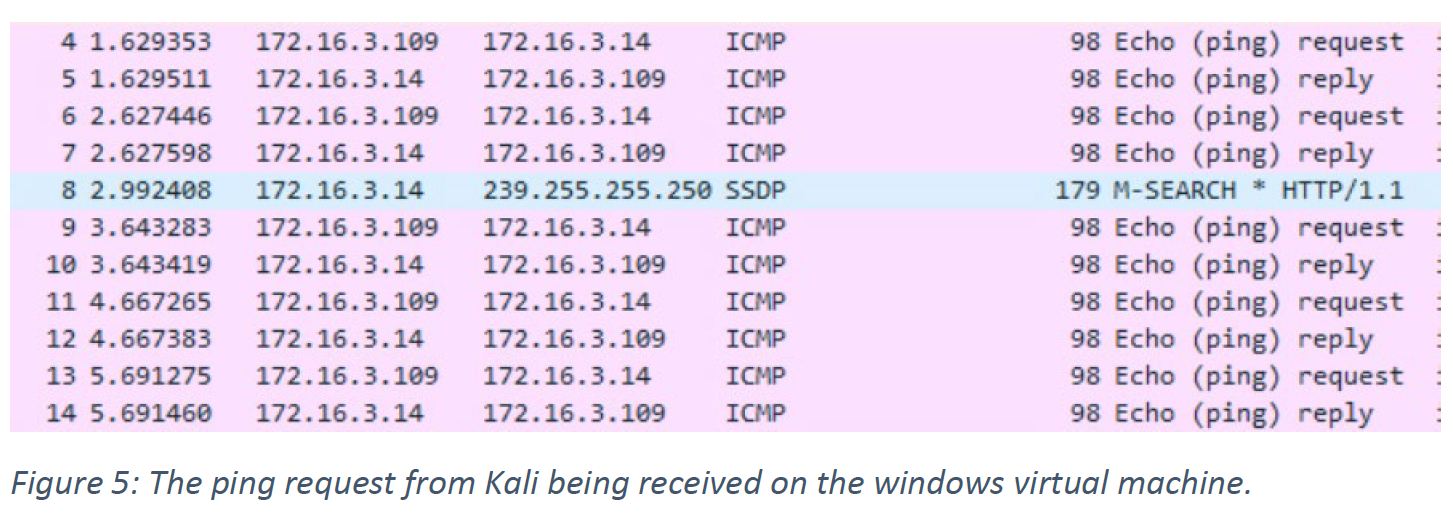 4 1.629353 172.16.3.109 172.16.3.14 ICMP 98 Echo (ping) request
5 1.629511 172.16.3.14 172.16.3.109 ICMP 98 Echo (ping) reply
6 2.627446 172.16.3.109 172.16.3.14 ICMP 98 Echo (ping) request
7 2.627598 172.16.3.14 172.16.3.109 ICMP 98 Echo (ping) reply
8 2.992408 172.16.3.14 239.255.255.250 SSDP 179 M-SEARCH * HTTP/1.1
9 3.643283 172.16.3.109 172.16.3.14 ICMP 98 Echo (ping) request
10 3.643419 172.16.3.14 172.16.3.109 ICMP 98 Echo (ping) reply
11 4.667265 172.16.3.109 172.16.3.14 ICMP 98 Echo (ping) request
12 4.667383 172.16.3.14 172.16.3.109 ICMP 98 Echo (ping) reply
13 5.691275 172.16.3.109 172.16.3.14 ICMP 98 Echo (ping) request
14 5.691460 172.16.3.14 172.16.3.109 ICMP 98 Echo (ping) reply
Figure 5: The ping request from Kali being received on the windows virtual machine.